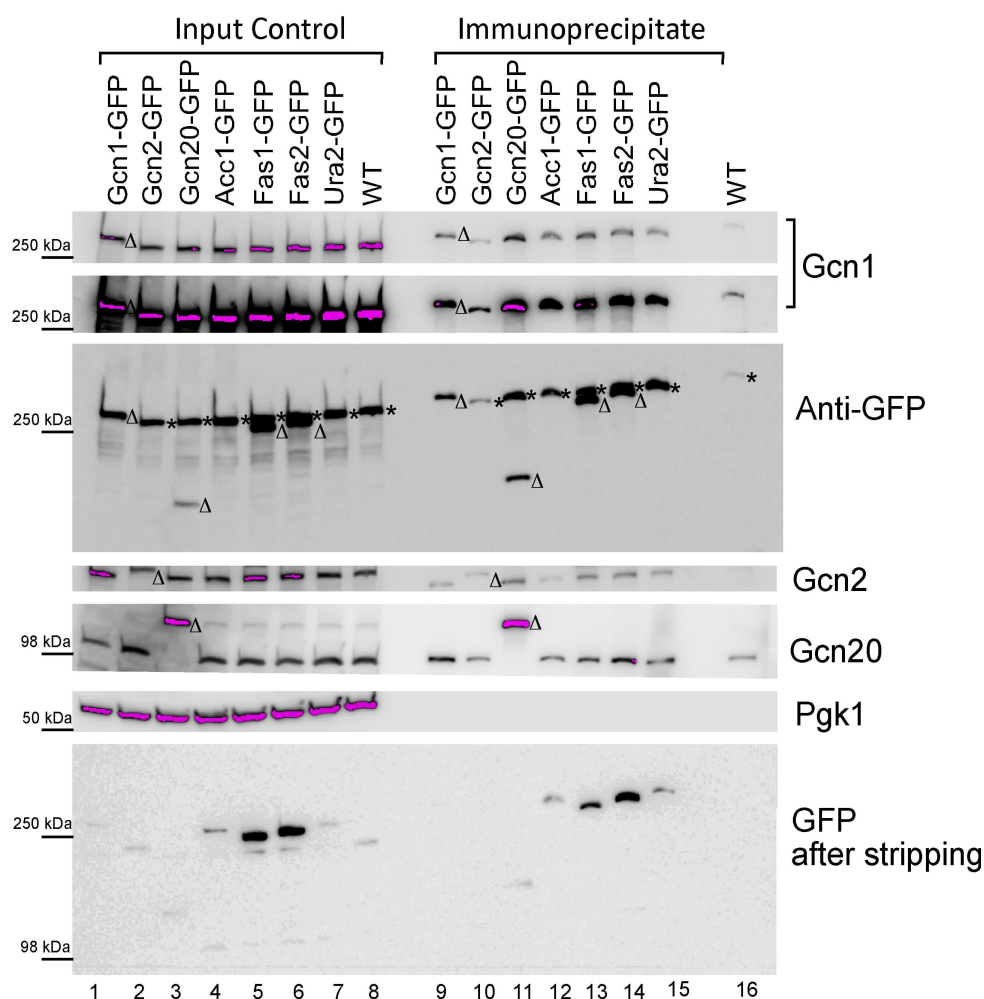 Input Control
Immunoprecipitate
Gcn1-GFP
Gcn2-GFP
Gcn20-GFP
Acc1-GFP
Fas1-GFP
Fas2-GFP
Ura2-GFP
WT
Gcn1-GFP
Gcn2-GFP
Gcn20-GFP
Acc1-GFP
Fas1-GFP
Fas2-GFP
Ura2-GFP
WT
250 kDa Δ Δ
Gcn1
250 kDa Δ Δ
250 kDa Δ * * * * Δ * Δ * * Δ * * * * Δ * Δ * *
Anti-GFP
Δ Δ
Δ Δ Gcn2
98 kDa Δ Δ Gcn20
50 kDa Pgk1
250 kDa GFP
after stripping
98 kDa
1 2 3 4 5 6 7 8 9 10 11 12 13 14 15 16